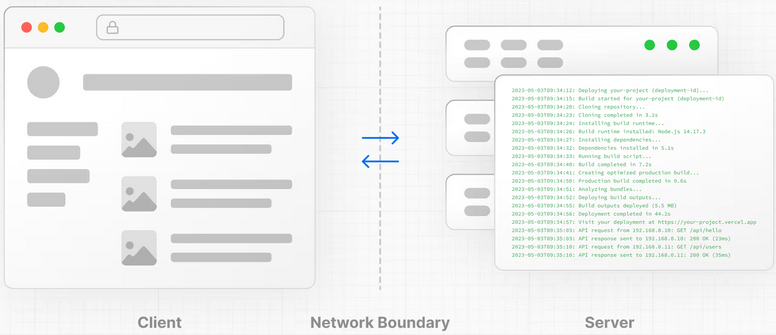 2023-05-03T09:34:12: Deploying your-project (deployment-id)...
2023-05-03T09:34:15: Build started for your-project (deployment-id)
2023-05-03T09:34:20: Cloning repository...
2023-05-03T09:34:23: Cloning completed in 3.2s
2023-05-03T09:34:24: Installing build runtime...
2023-05-03T09:34:26: Build runtime installed: Node.js 14.17.3
2023-05-03T09:34:27: Installing dependencies...
2023-05-03T09:34:32: Dependencies installed in 5.1s
2023-05-03T09:34:33: Running build script...
2023-05-03T09:34:40: Build completed in 7.2s
2023-05-03T09:34:41: Creating optimized production build...
2023-05-03T09:34:50: Production build completed in 9.6s
2023-05-03T09:34:51: Analyzing bundles...
2023-05-03T09:34:52: Deploying build outputs...
2023-05-03T09:34:55: Build outputs deployed (5.5 MB)
2023-05-03T09:34:56: Deployment completed in 44.2s
2023-05-03T09:34:57: Visit your deployment at https://your-project.vercel.app
2023-05-03T09:35:03: API request from 192.168.0.10: GET /api/hello
2023-05-03T09:35:03: API response sent to 192.168.0.10: 200 OK (23ms)
2023-05-03T09:35:10: API request from 192.168.0.11: GET /api/users
2023-05-03T09:35:10: API response sent to 192.168.0.11: 200 OK (35ms)
Client
Network Boundary
Server